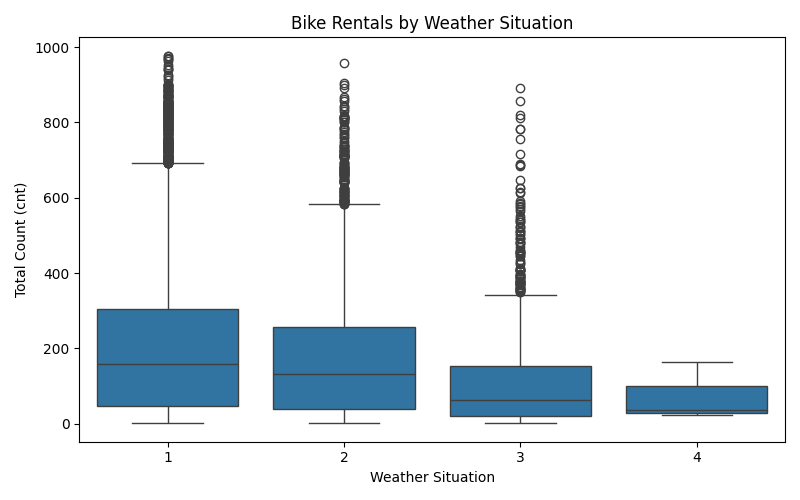 Bike Rentals by Weather Situation
Total Count (cnt)
1000
800
600
400
200
0
1 2 3 4
Weather Situation